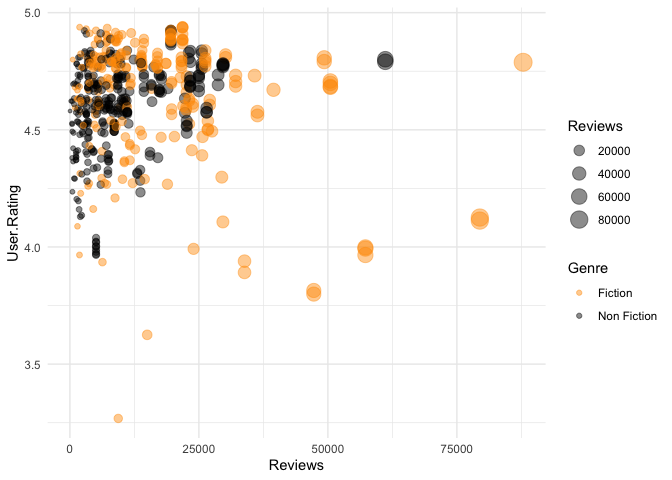 5.0
4.5
4.0
3.5
User.Rating
0
25000
50000
75000
Reviews
Reviews
20000
40000
60000
80000
Genre
Fiction
Non Fiction